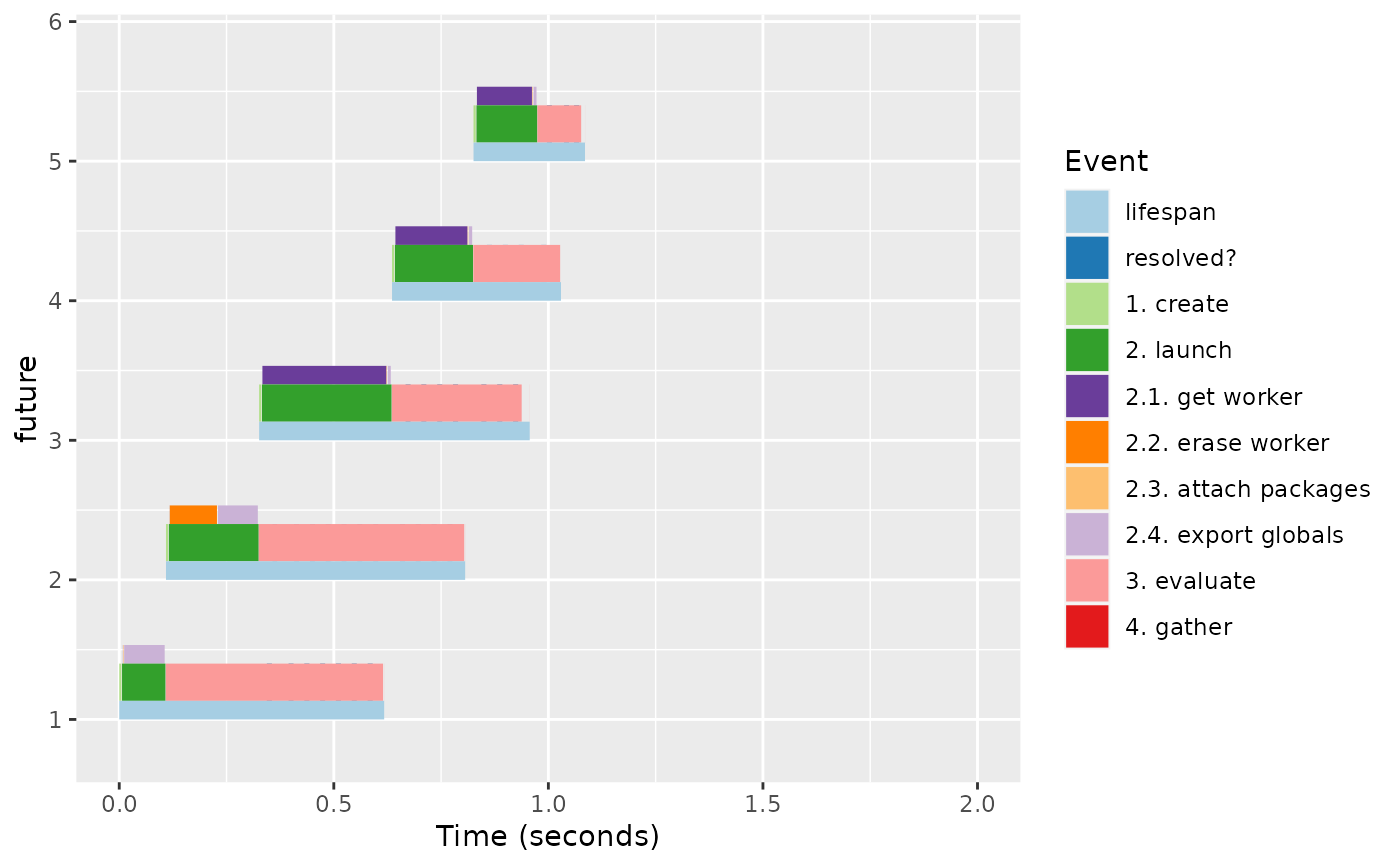 6
5
4
3
2
1
future
0.0
0.5
1.0
1.5
2.0
Time (seconds)
Event
lifespan
resolved?
1. create
2. launch
2.1. get worker
2.2. erase worker
2.3. attach packages
2.4. export globals
3. evaluate
4. gather